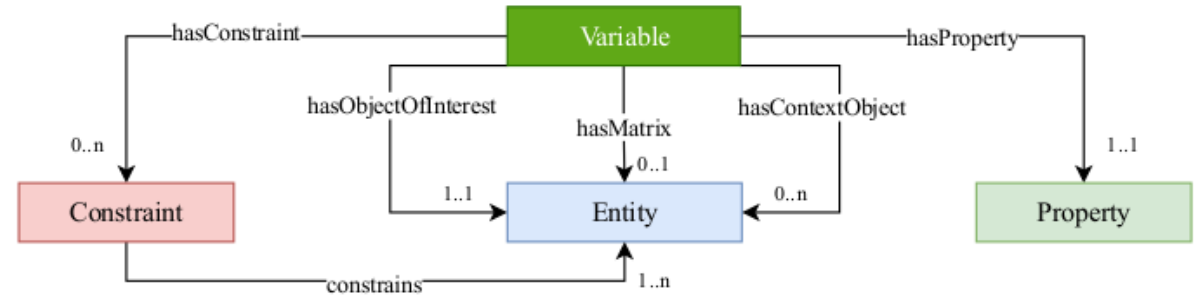 Variable
hasConstraint
hasProperty
hasObjectOfInterest
hasContextObject
hasMatrix
0..n
0..1
1..1
1..1
0..n
Constraint
Entity
Property
constrains
1..n